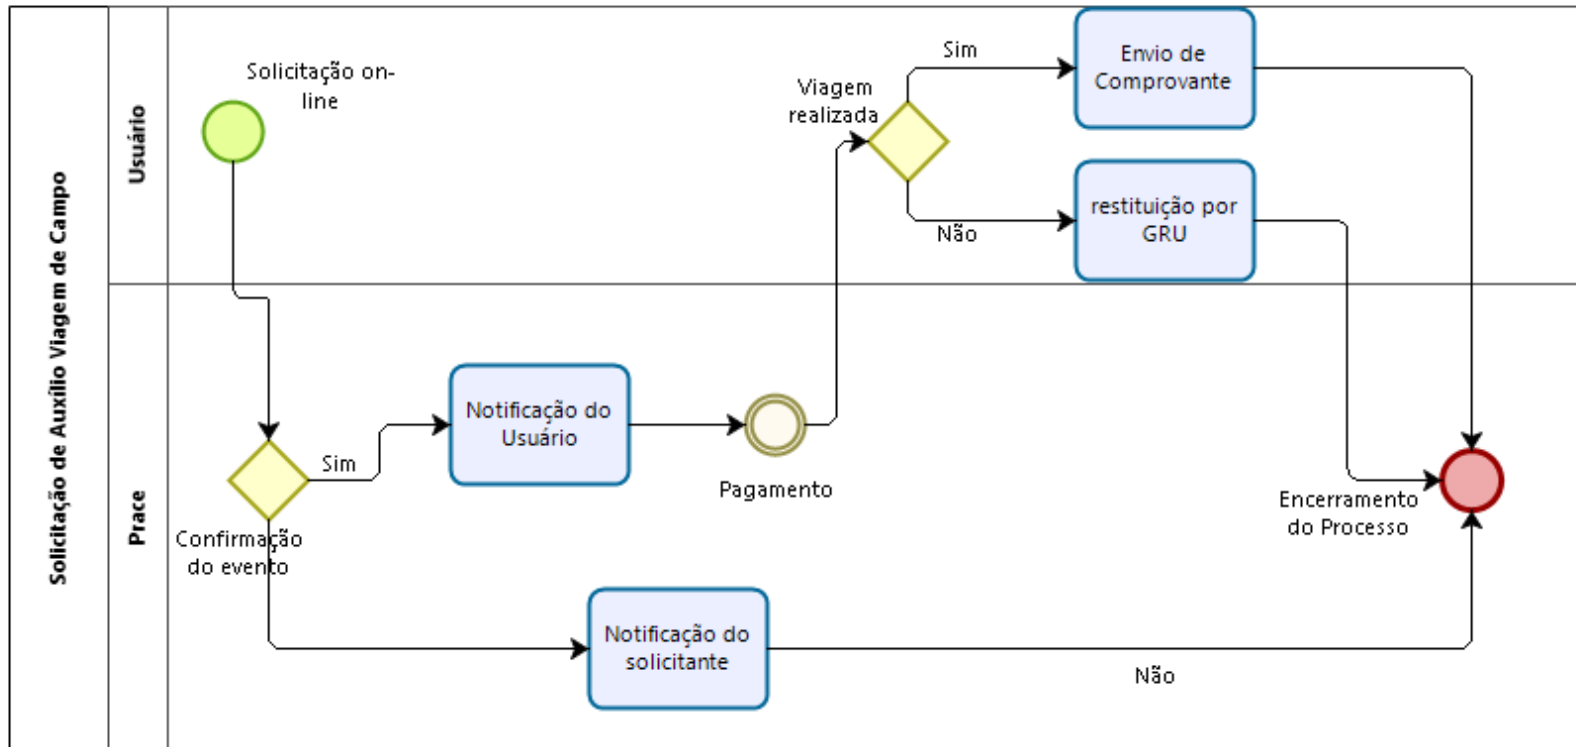 Solicitação de Auxílio Viagem de Campo
Usuário
Solicitação on-
line
Viagem
realizada
Sim
Envio de
Comprovante
Não
restituição por
GRU
Prace
Confirmação
do evento
Sim
Notificação do
Usuário
Pagamento
Encerramento
do Processo
Notificação do
solicitante
Não